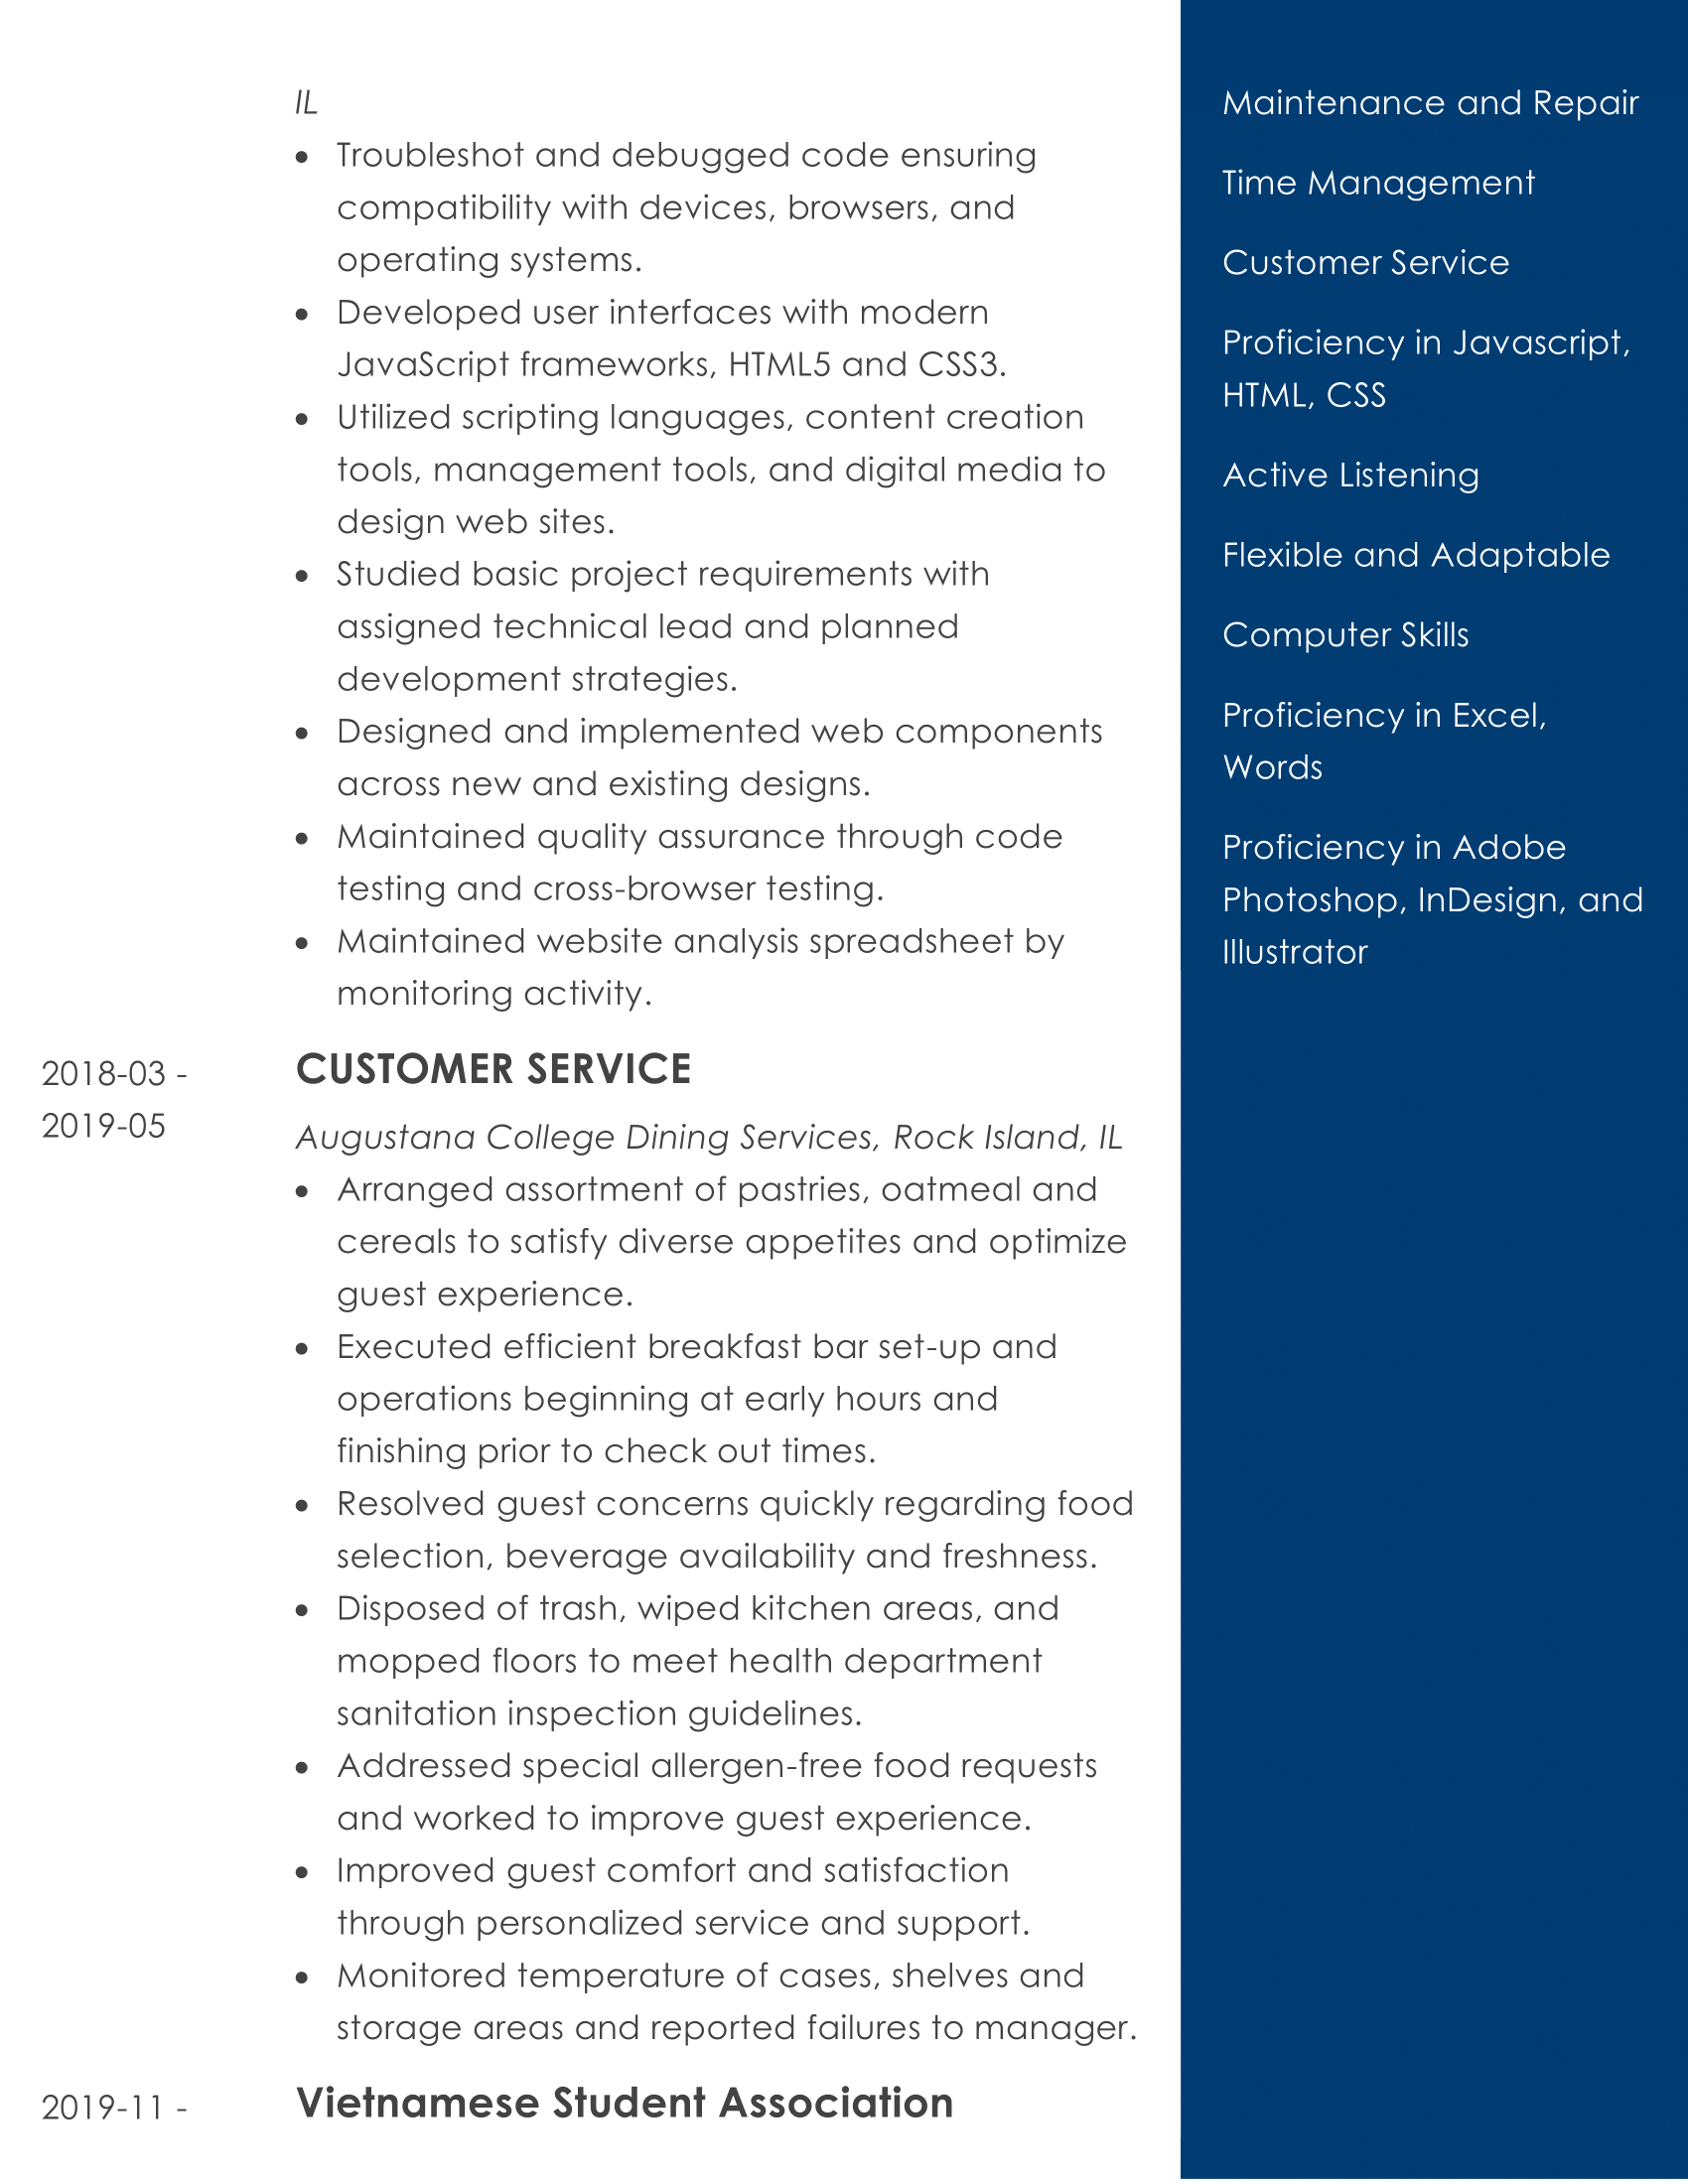 IL
• Troubleshot and debugged code ensuring
compatibility with devices, browsers, and
operating systems.
• Developed user interfaces with modern
JavaScript frameworks, HTML5 and CSS3.
• Utilized scripting languages, content creation
tools, management tools, and digital media to
design web sites.
• Studied basic project requirements with
assigned technical lead and planned
development strategies.
• Designed and implemented web components
across new and existing designs.
• Maintained quality assurance through code
testing and cross-browser testing.
• Maintained website analysis spreadsheet by
monitoring activity.
2018-03 -
2019-05
CUSTOMER SERVICE
Augustana College Dining Services, Rock Island, IL
• Arranged assortment of pastries, oatmeal and
cereals to satisfy diverse appetites and optimize
guest experience.
• Executed efficient breakfast bar set-up and
operations beginning at early hours and
finishing prior to check out times.
• Resolved guest concerns quickly regarding food
selection, beverage availability and freshness.
• Disposed of trash, wiped kitchen areas, and
mopped floors to meet health department
sanitation inspection guidelines.
• Addressed special allergen-free food requests
and worked to improve guest experience.
• Improved guest comfort and satisfaction
through personalized service and support.
• Monitored temperature of cases, shelves and
storage areas and reported failures to manager.
2019-11 -
Vietnamese Student Association
Maintenance and Repair
Time Management
Customer Service
Proficiency in Javascript,
HTML, CSS
Active Listening
Flexible and Adaptable
Computer Skills
Proficiency in Excel,
Words
Proficiency in Adobe
Photoshop, InDesign, and
Illustrator